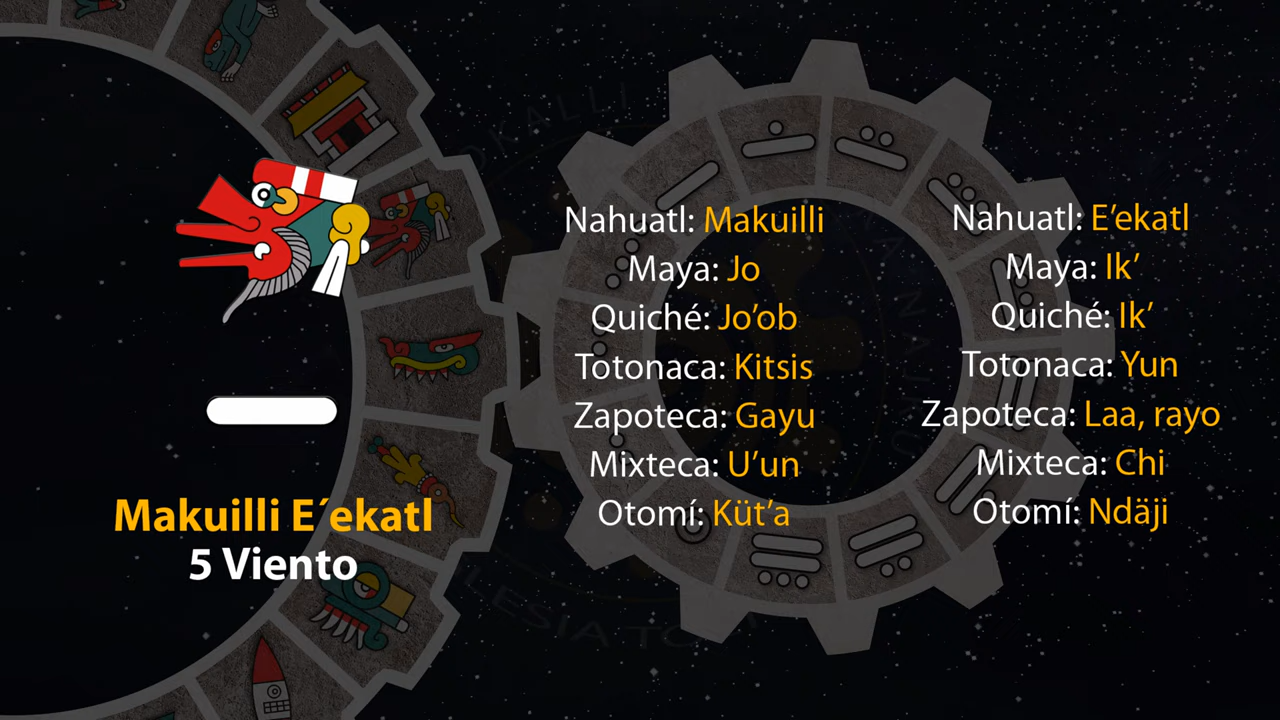 Makuilli E´ekatl
5 Viento
Nahuatl: Makuilli
Maya: Jo
Quiché: Jo’ob
Totonaca: Kitsis
Zapoteca: Gayu
Mixteca: U’un
Otomí: Küt’a
Nahuatl: E’ekatl
Maya: Ik’
Quiché: Ik’
Totonaca: Yun
Zapoteca: Laa, rayo
Mixteca: Chi
Otomí: Ndäji